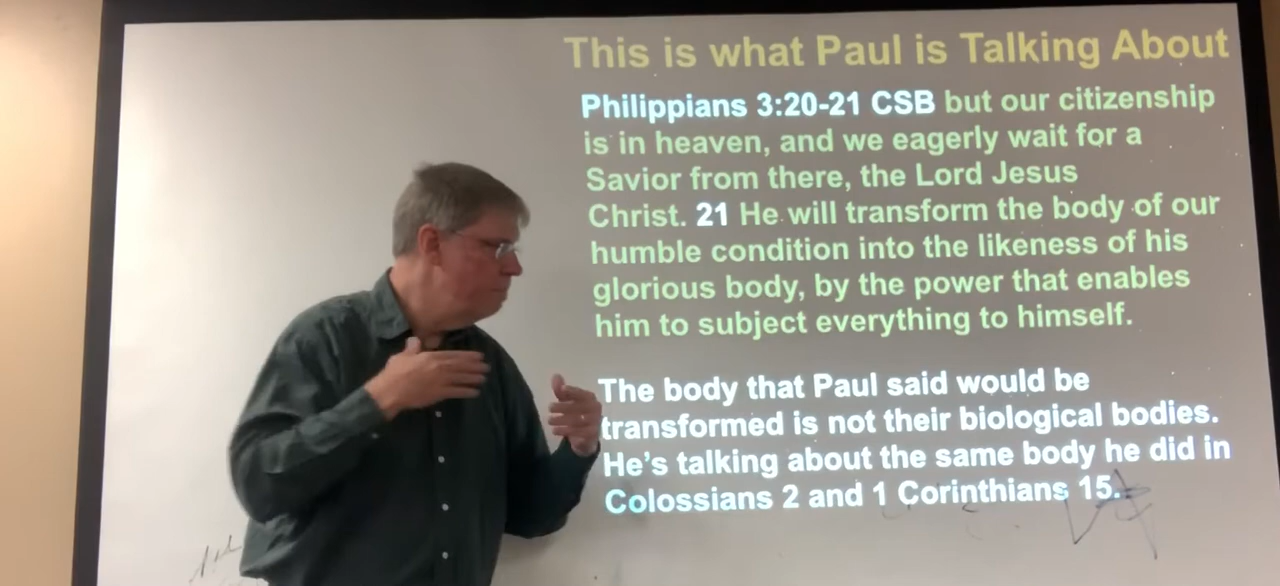 This is what Paul is Talking About
Philippians 3:20-21 CSB but our citizenship
is in heaven, and we eagerly wait for a
Savior from there, the Lord Jesus
Christ. 21 He will transform the body of our
humble condition into the likeness of his
glorious body, by the power that enables
him to subject everything to himself.
The body that Paul said would be
transformed is not their biological bodies.
He's talking about the same body he did in
Colossians 2 and 1 Corinthians 15.